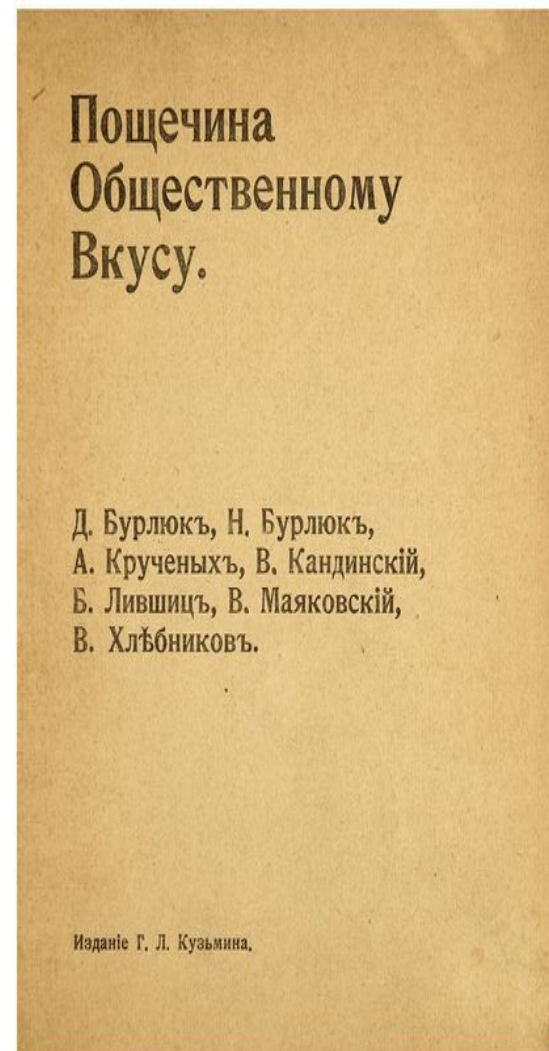 Пощечина
Общественному
Вкусу.
Д. Бурлюкъ, Н. Бурлюкъ,
А. Крученыхъ, В. Кандинскій,
Б. Лившицъ, В. Маяковскій,
В. Хлѣбниковъ.
Изданіе Г. Л. Кузьмина.